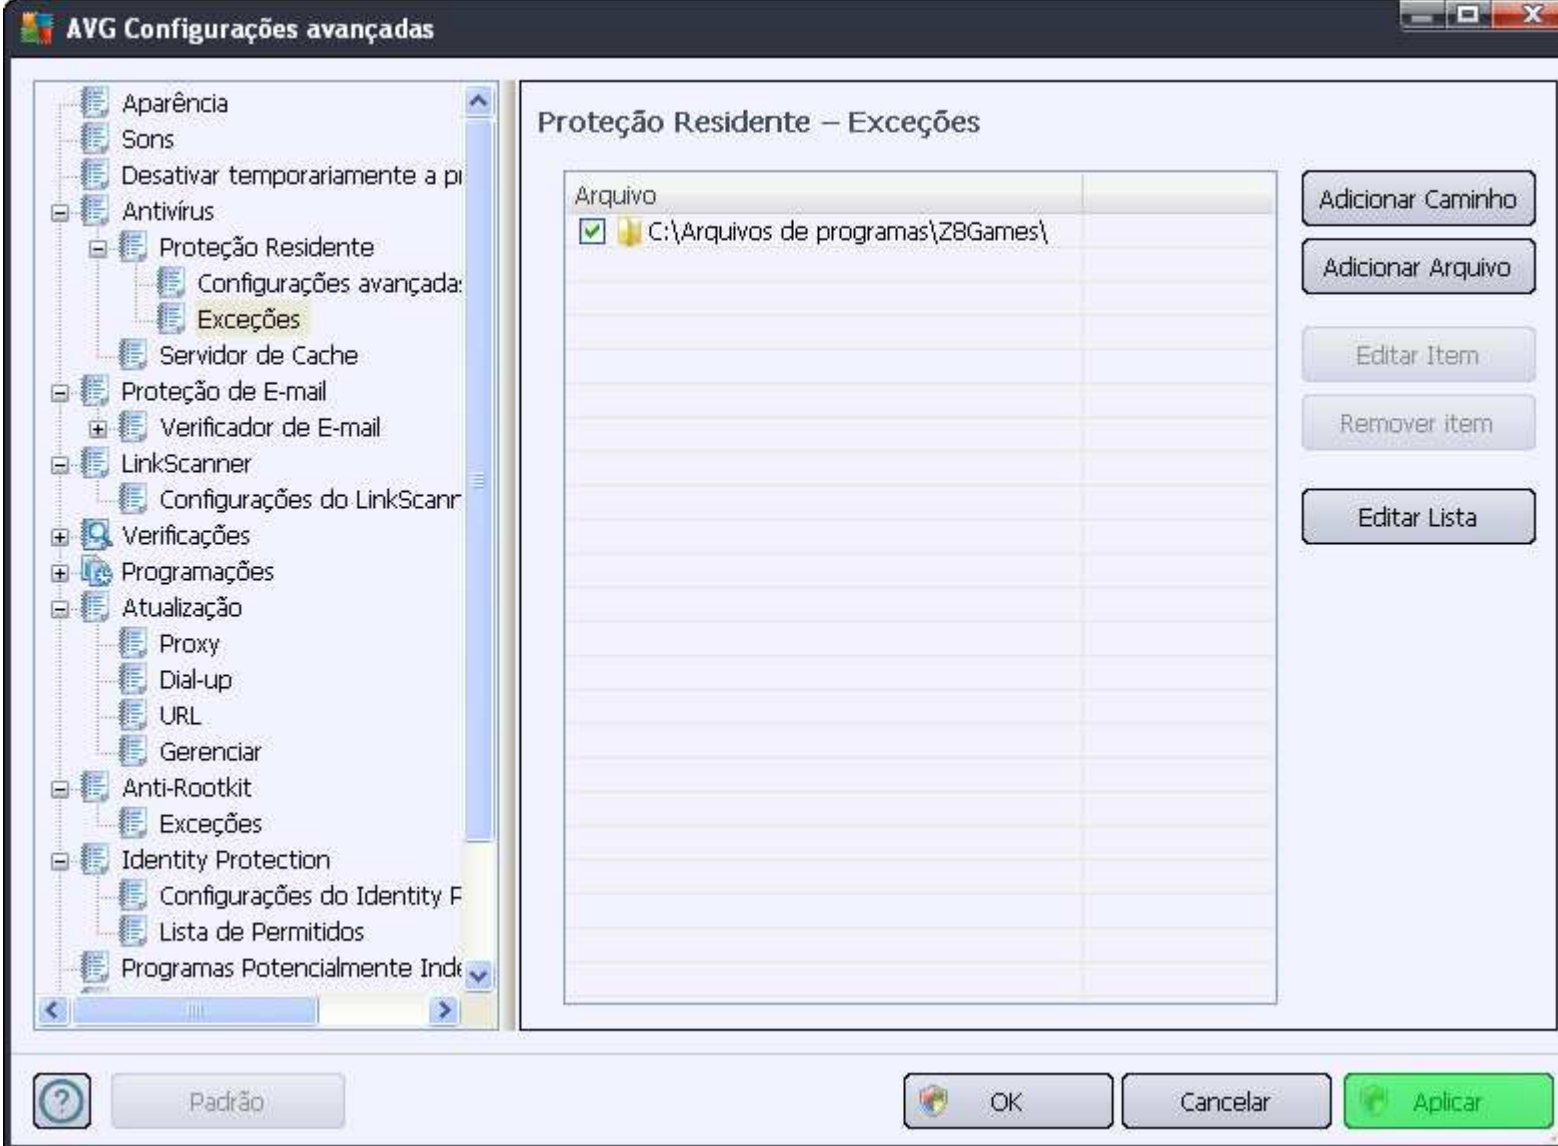 AVG Configurações avançadas
Aparência
Sons
Desativar temporariamente a
Antivírus
Proteção Residente
Configurações avançadas
Exceções
Servidor de Cache
Proteção de E-mail
Verificador de E-mail
LinkScanner
Configurações do LinkScann
Verificações
Programações
Atualização
Proxy
Dial-up
URL
Gerenciar
Anti-Rootkit
Exceções
Identity Protection
Configurações do Identity P
Lista de Permitidos
Programas Potencialmente Inde
Proteção Residente – Exceções
Arquivo
C:\Arquivos de programas\Z8Games\
Adicionar Caminho
Adicionar Arquivo
Editar Item
Remover item
Editar Lista
Padrão
OK
Cancelar
Aplicar